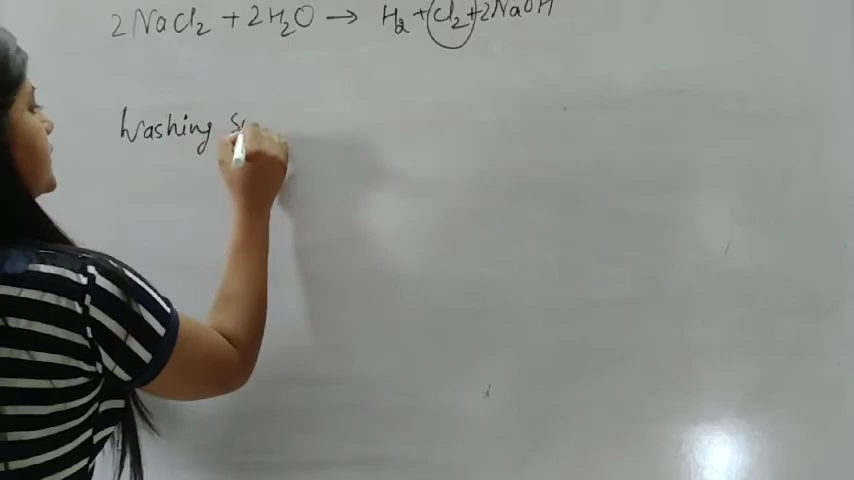 2NaCl₂ + 2H₂O → H₂ + Cl₂ + 2NaOH
Washing S